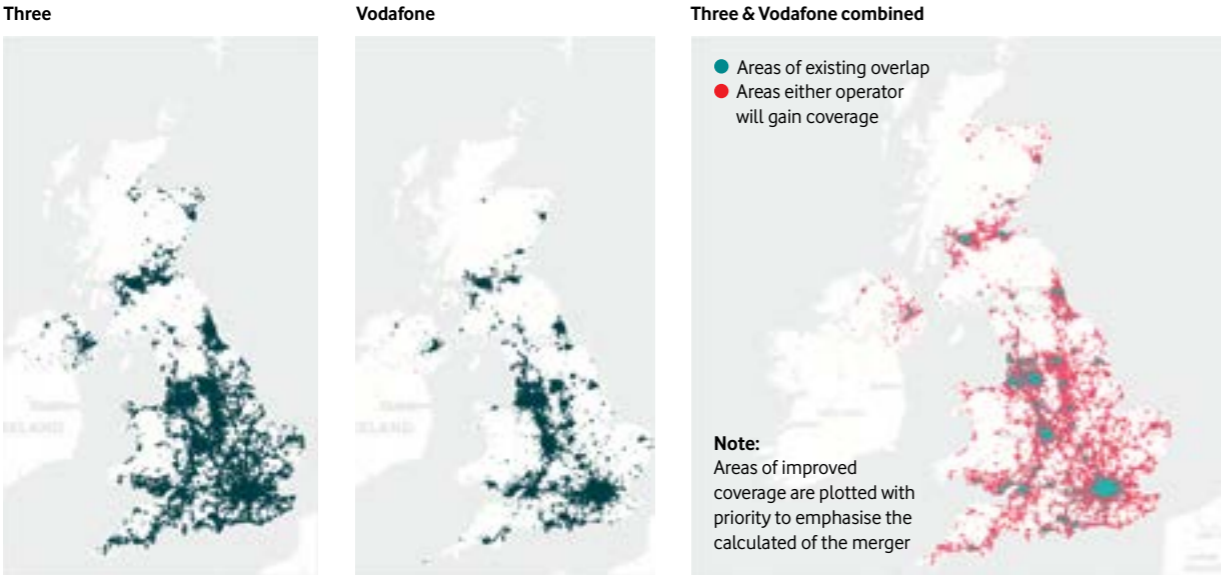 Three
Vodafone
Three & Vodafone combined
Areas of existing overlap
Areas either operator
will gain coverage
Note:
Areas of improved
coverage are plotted with
priority to emphasise the
calculated of the merger